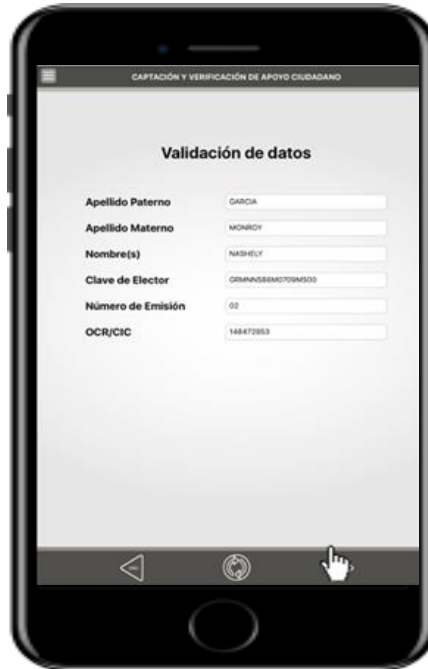 CAPTACIÓN Y VERIFICACIÓN DE APOYO CIUDADANO
Validación de datos
Apellido Paterno GARCIA
Apellido Materno MONROY
Nombre(s) NASHELY
Clave de Elector
Número de Emisión 02
OCR/CIC 148472853